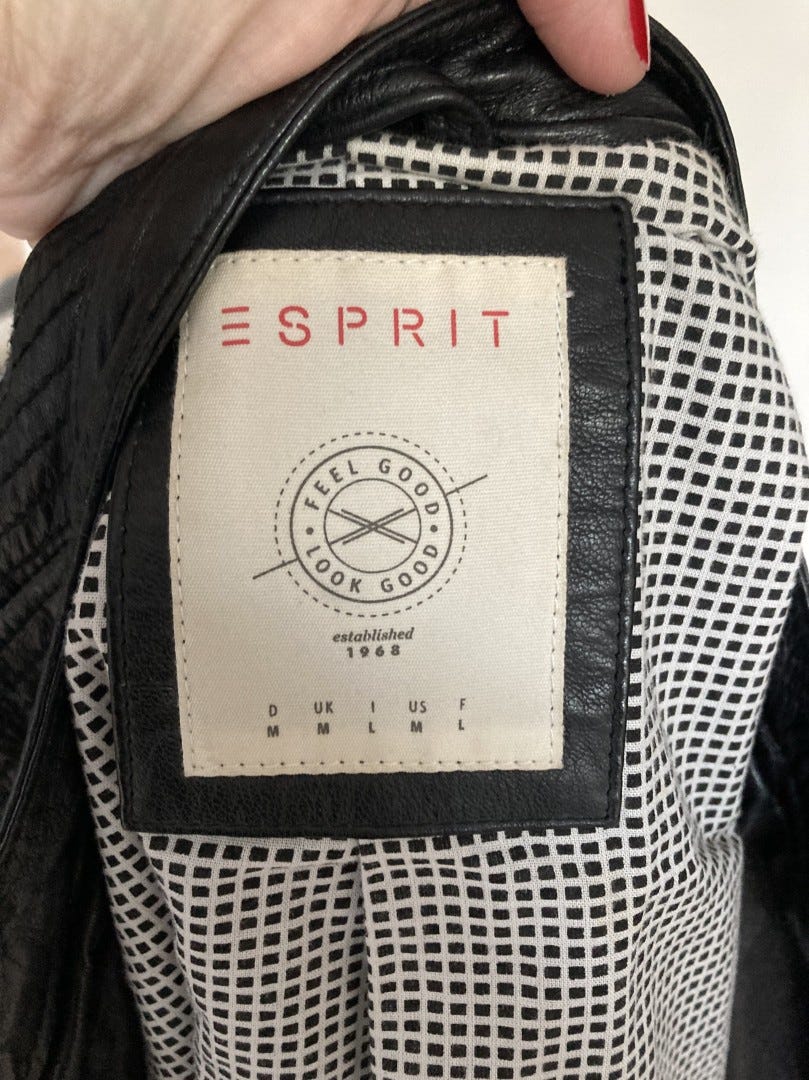 ESPRIT
• FEEL GOOD •
LOOK GOOD
established
1968
D UK I US F
M M L M L